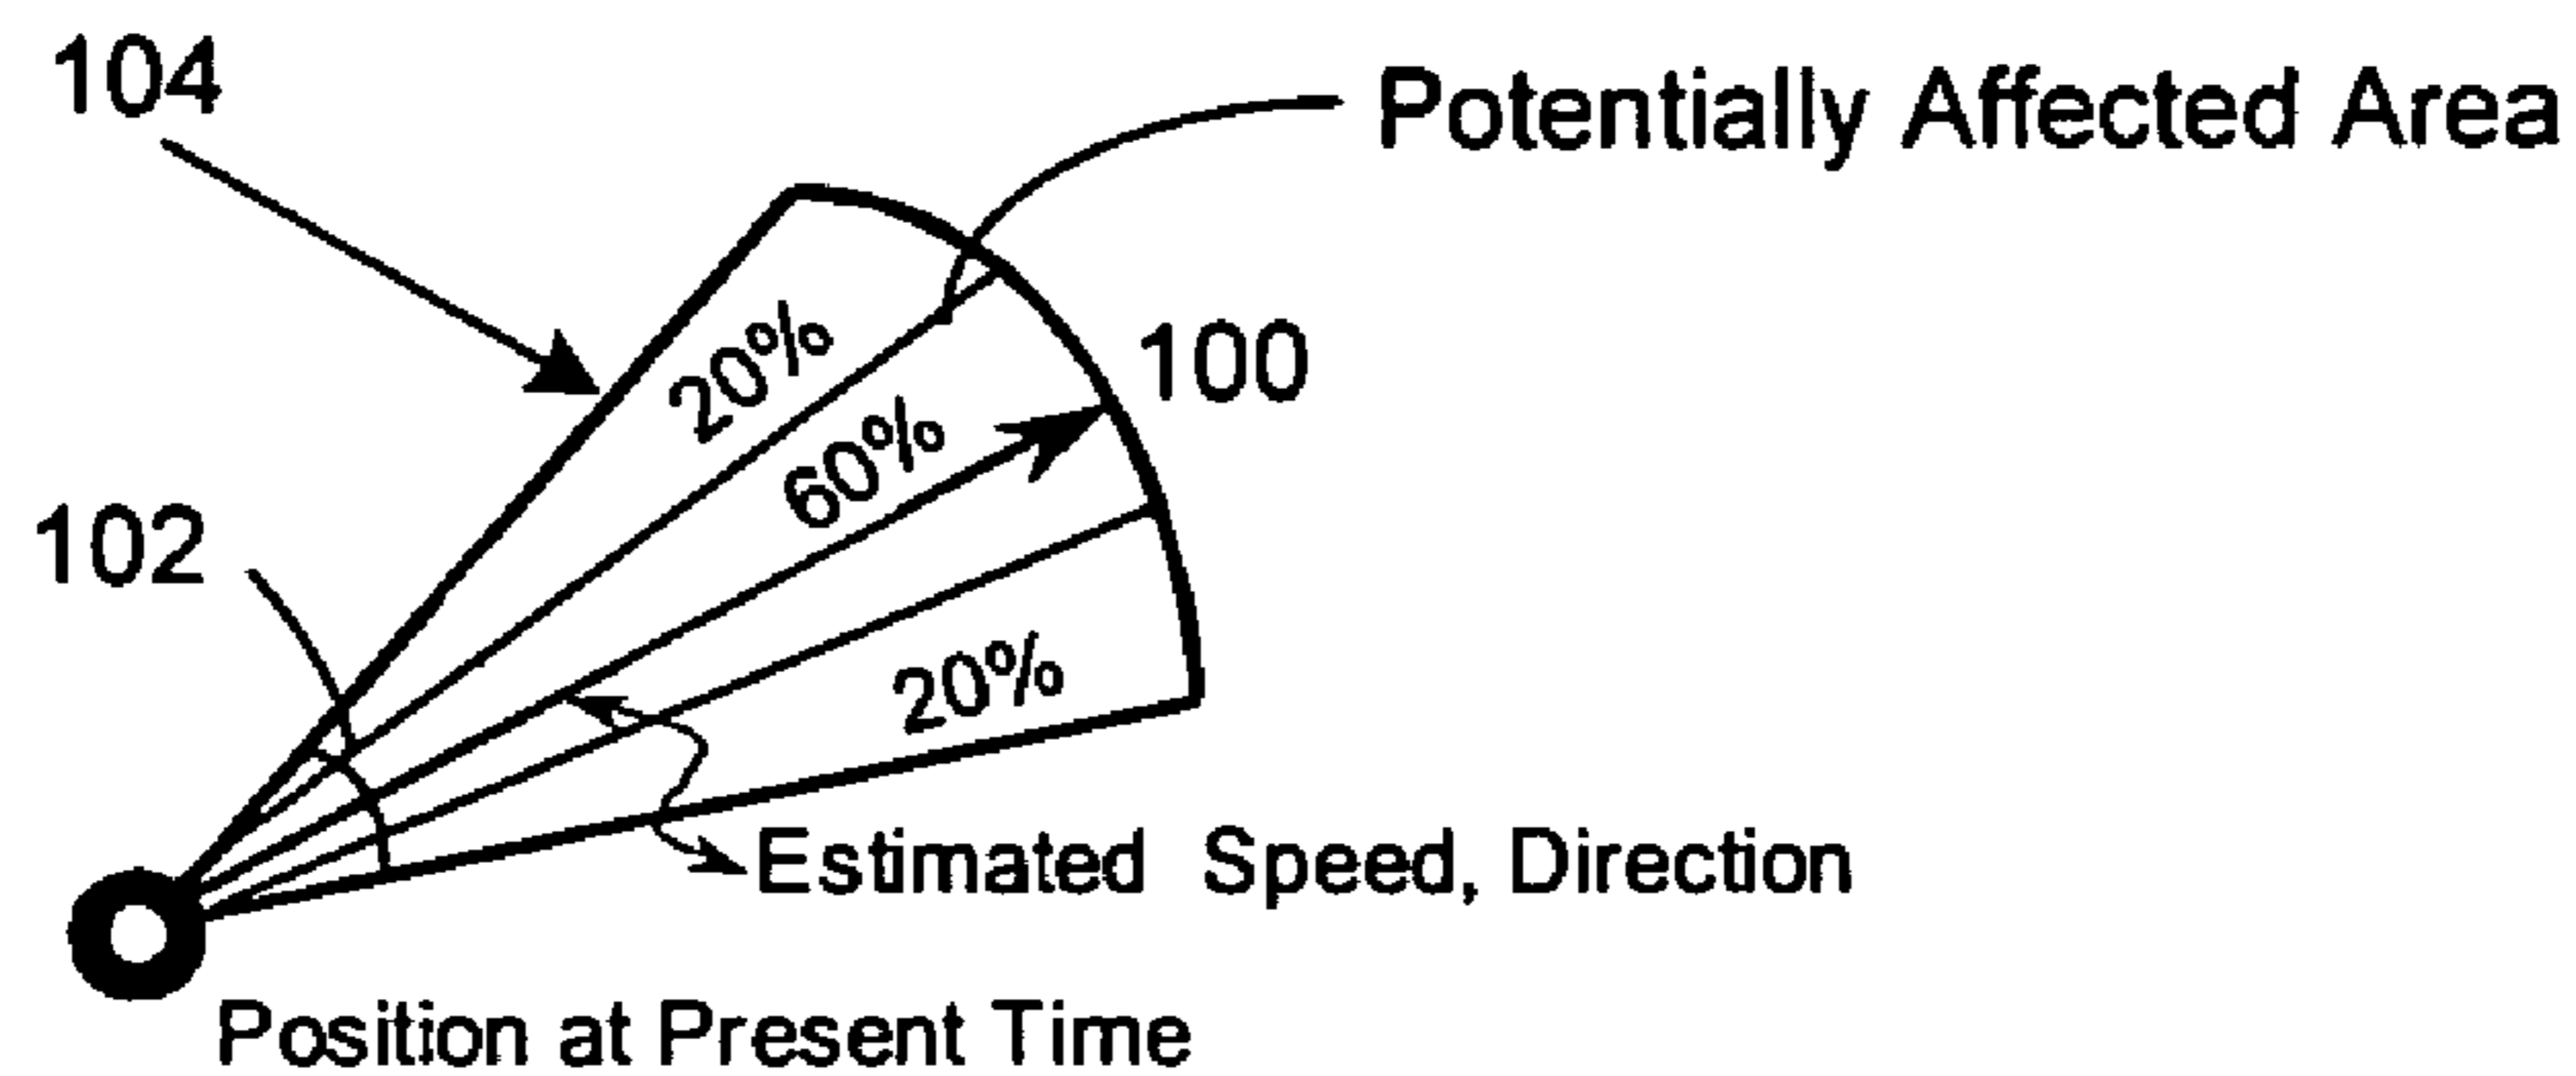 104
Potentially Affected Area
20%
100
60%
102
20%
Estimated Speed, Direction
Position at Present Time